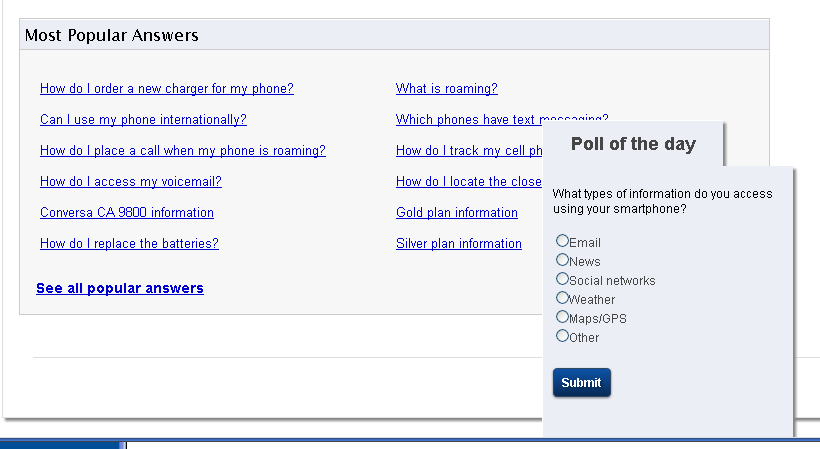 Most Popular Answers
How do I order a new charger for my phone?
What is roaming?
Can I use my phone internationally?
Which phones have text messaging?
How do I place a call when my phone is roaming?
How do I track my cell ph
How do I access my voicemail?
How do I locate the close
Conversa CA 9800 information
Gold plan information
How do I replace the batteries?
Silver plan information
See all popular answers
Poll of the day
What types of information do you access
using your smartphone?
Email
News
Social networks
Weather
Maps/GPS
Other
Submit